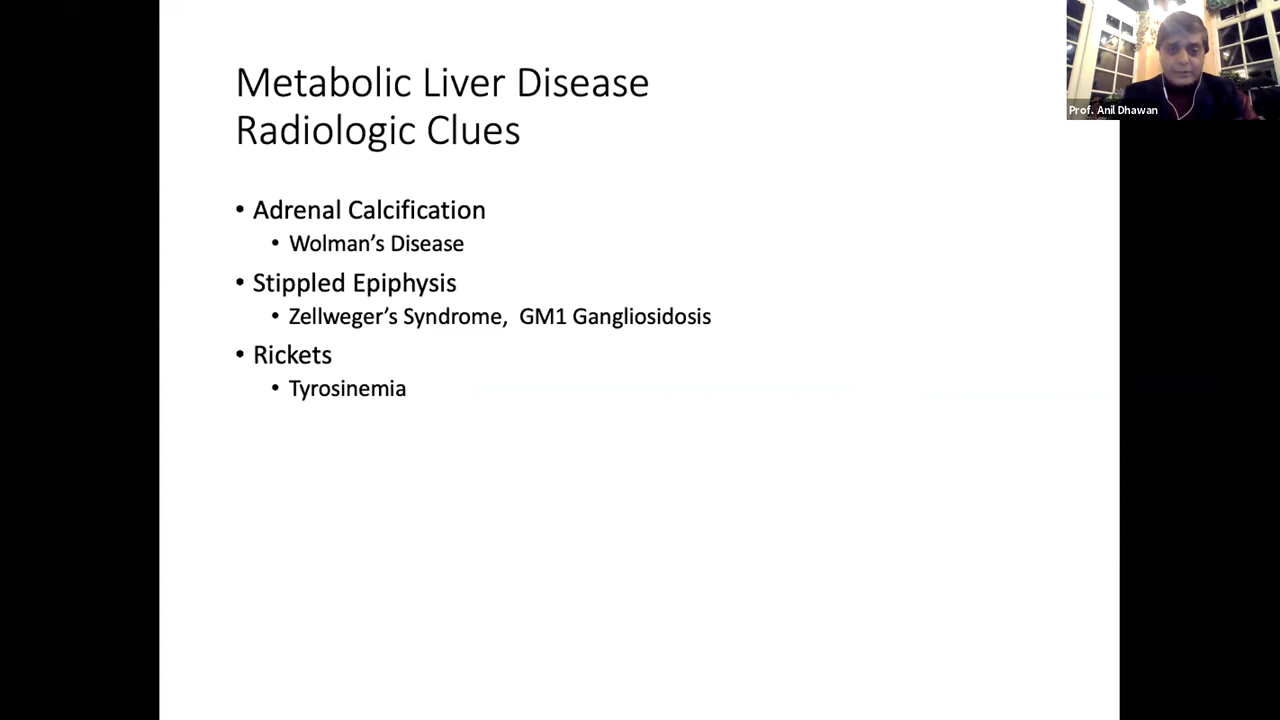 Metabolic Liver Disease
Radiologic Clues
• Adrenal Calcification
• Wolman’s Disease
• Stippled Epiphysis
• Zellweger’s Syndrome, GM1 Gangliosidosis
• Rickets
• Tyrosinemia
Prof. Anil Dhawan